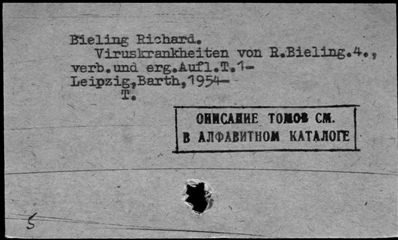 Bieling Richard.
Viruskrankheiten von R.Bieling.4.,
verb.und erg.Aufl.T.1-
Leipzig,Barth,1954-
T.
ОПИСАНИЕ ТОМОВ СМ.
В АЛФАВИТНОМ КАТАЛОГЕ
5